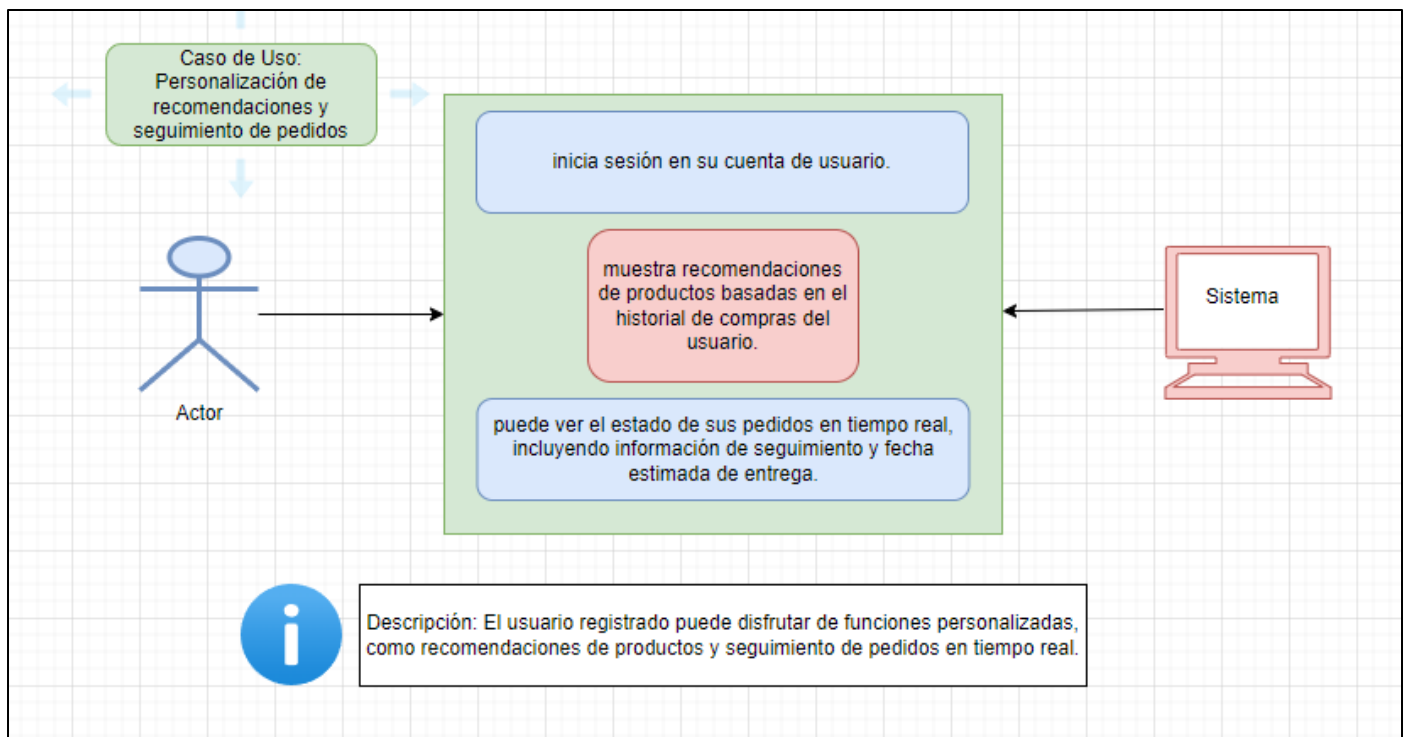 Caso de Uso:
Personalización de
recomendaciones y
seguimiento de pedidos
inicia sesión en su cuenta de usuario.
muestra recomendaciones
de productos basadas en el
historial de compras del
usuario.
Sistema
Actor
puede ver el estado de sus pedidos en tiempo real,
incluyendo información de seguimiento y fecha
estimada de entrega.
Descripción: El usuario registrado puede disfrutar de funciones personalizadas,
como recomendaciones de productos y seguimiento de pedidos en tiempo real.